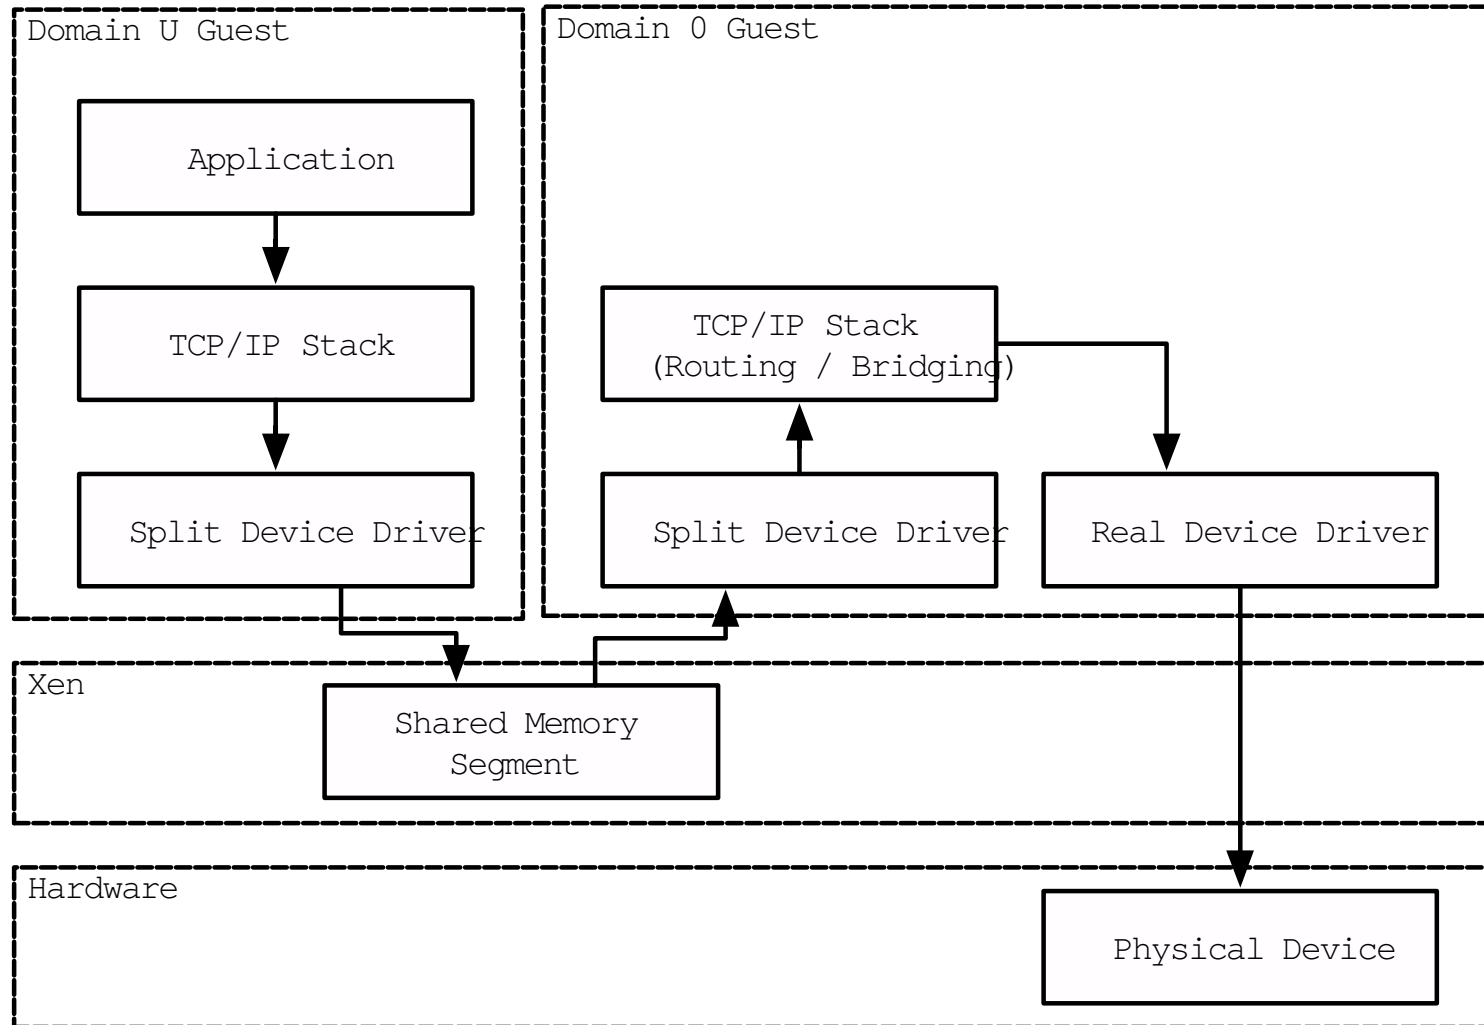 Domain U Guest
Application
TCP/IP Stack
Split Device Driver
Domain 0 Guest
TCP/IP Stack
(Routing / Bridging)
Split Device Driver
Real Device Driver
Xen
Shared Memory
Segment
Hardware
Physical Device